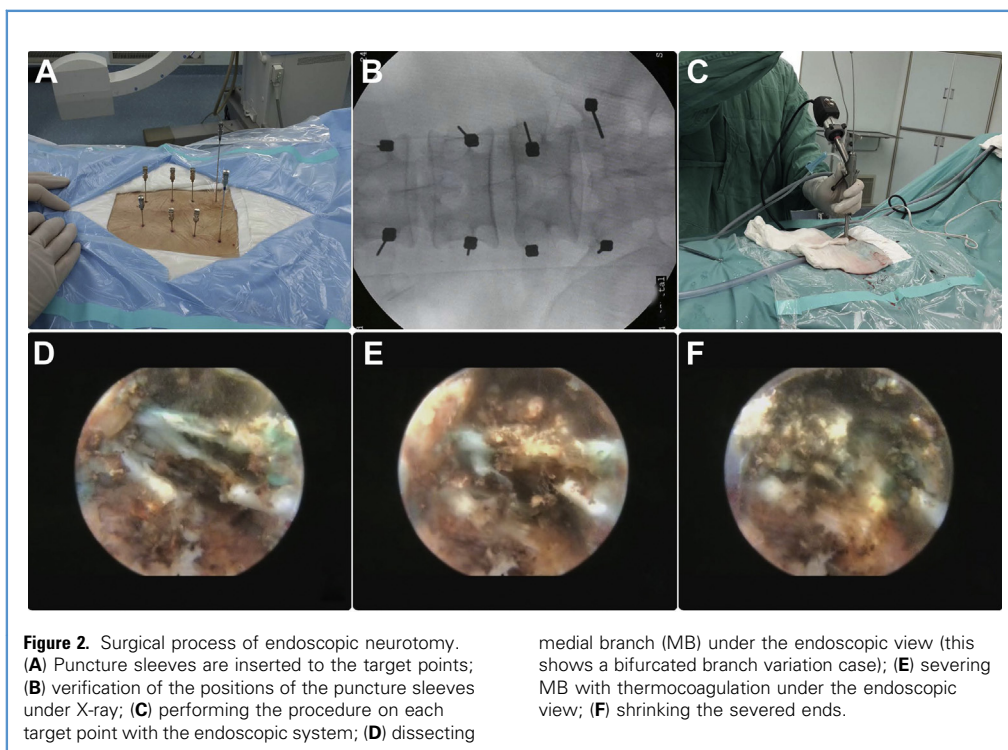 A
B
C
D
E
F
Figure 2. Surgical process of endoscopic neurotomy.
(A) Puncture sleeves are inserted to the target points;
(B) verification of the positions of the puncture sleeves
under X-ray; (C) performing the procedure on each
target point with the endoscopic system; (D) dissecting
medial branch (MB) under the endoscopic view (this
shows a bifurcated branch variation case); (E) severing
MB with thermocoagulation under the endoscopic
view; (F) shrinking the severed ends.